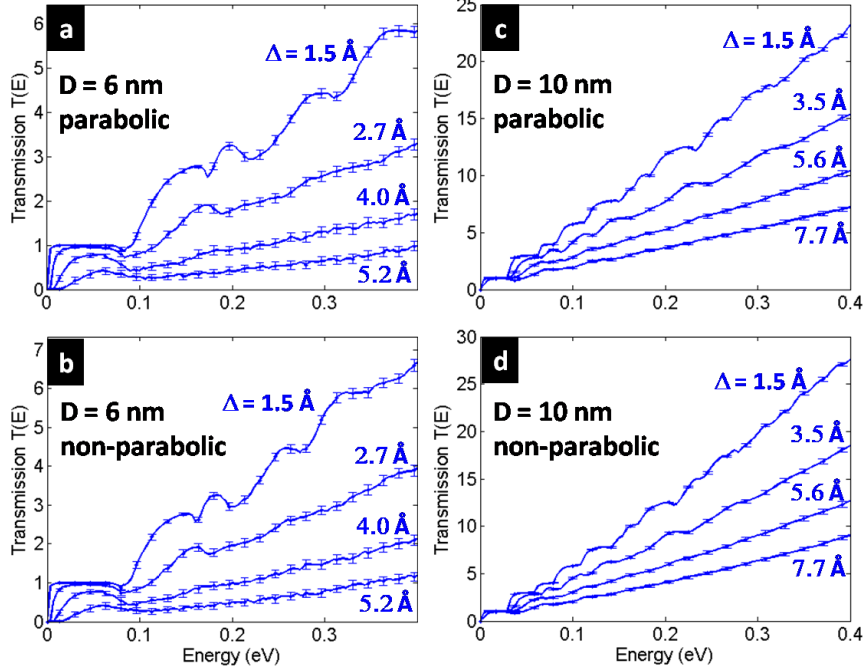 a
D = 6 nm
parabolic
Δ = 1.5 Å
2.7 Å
4.0 Å
5.2 Å
Transmission T(E)
6
5
4
3
2
1
0
0
0.1
0.2
0.3
c
D = 10 nm
parabolic
Δ = 1.5 Å
3.5 Å
5.6 Å
7.7 Å
Transmission T(E)
25
20
15
10
5
0
0
0.1
0.2
0.3
0.4
b
D = 6 nm
non-parabolic
Δ = 1.5 Å
2.7 Å
4.0 Å
5.2 Å
Transmission T(E)
7
6
5
4
3
2
1
0
0
0.1
0.2
0.3
Energy (eV)
d
D = 10 nm
non-parabolic
Δ = 1.5 Å
3.5 Å
5.6 Å
7.7 Å
Transmission T(E)
30
25
20
15
10
5
0
0
0.1
0.2
0.3
0.4
Energy (eV)